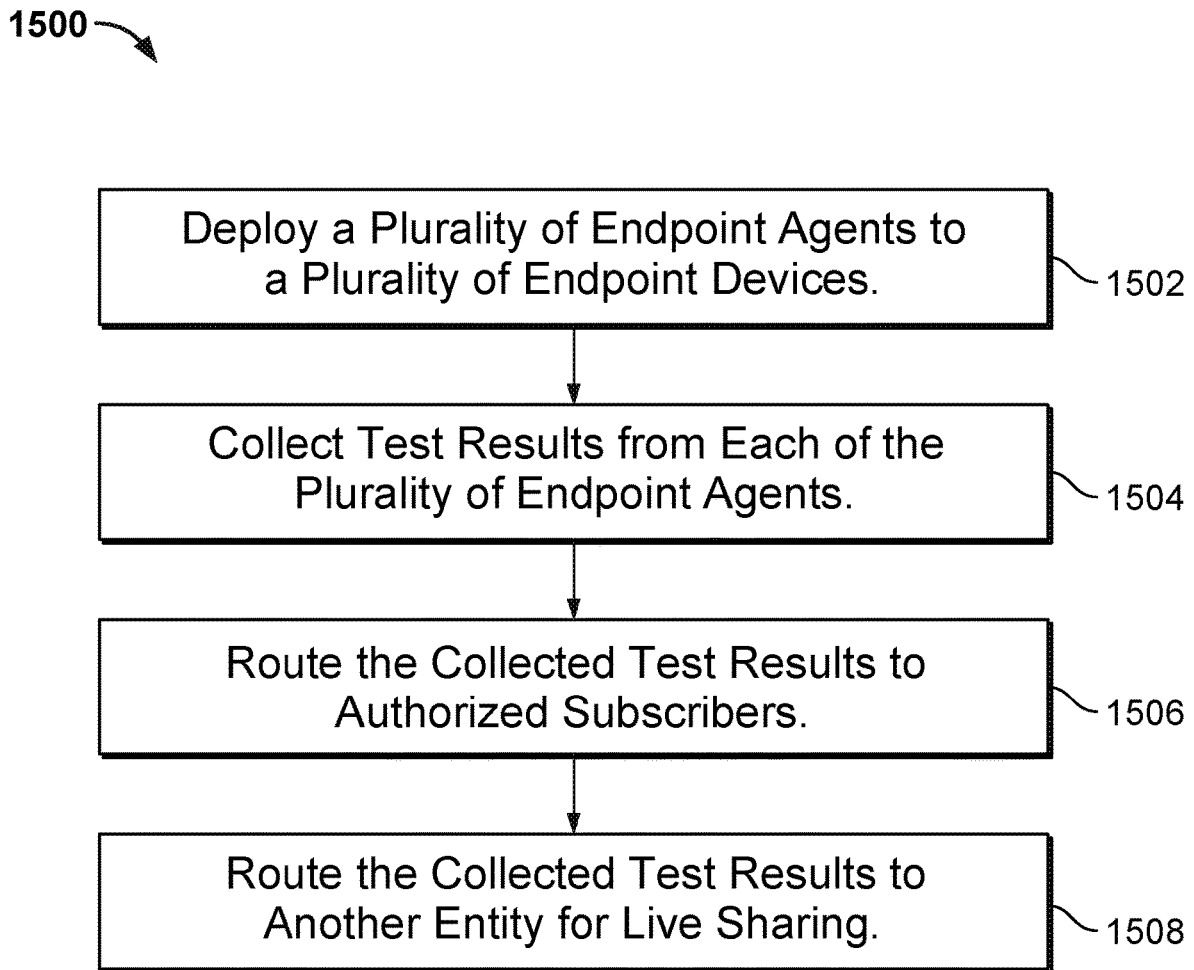 1500
Deploy a Plurality of Endpoint Agents to
a Plurality of Endpoint Devices.
1502
Collect Test Results from Each of the
Plurality of Endpoint Agents.
1504
Route the Collected Test Results to
Authorized Subscribers.
1506
Route the Collected Test Results to
Another Entity for Live Sharing.
1508